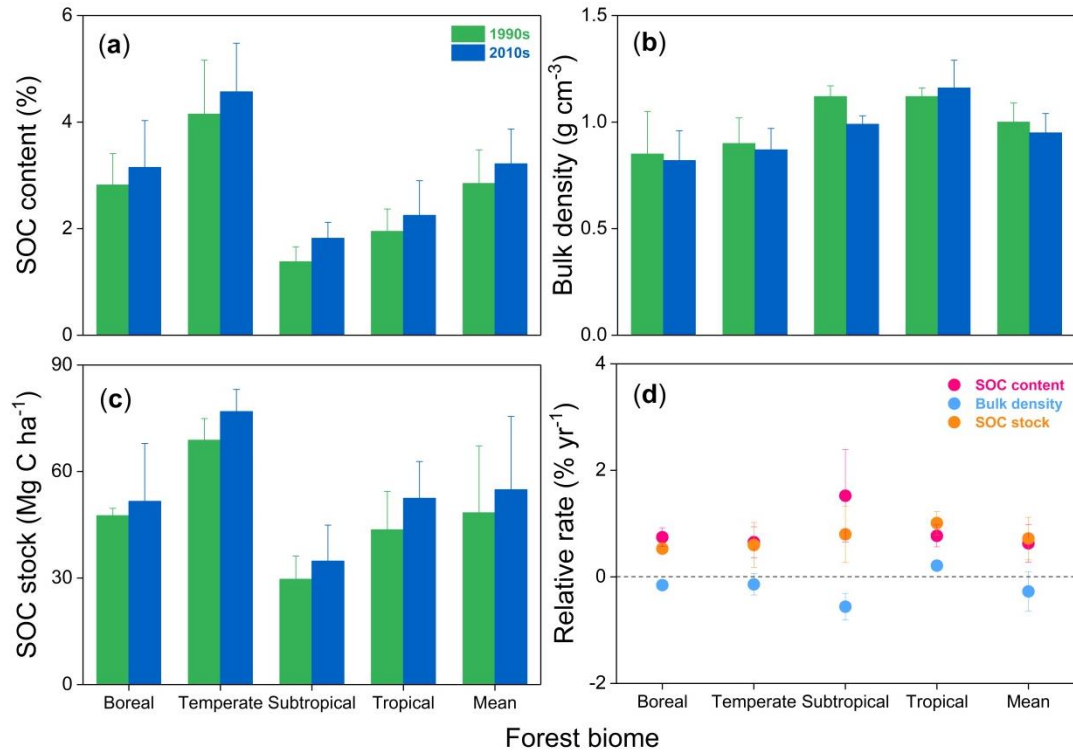 (a)
1990s
2010s
SOC content (%)
6
4
2
0
(b)
Bulk density (g cm⁻³)
1.5
1.0
0.5
0.0
(c)
SOC stock (Mg C ha⁻¹)
90
60
30
0
Boreal Temperate Subtropical Tropical Mean
(d)
SOC content
Bulk density
SOC stock
Relative rate (% yr⁻¹)
4
2
0
-2
Boreal Temperate Subtropical Tropical Mean
Forest biome